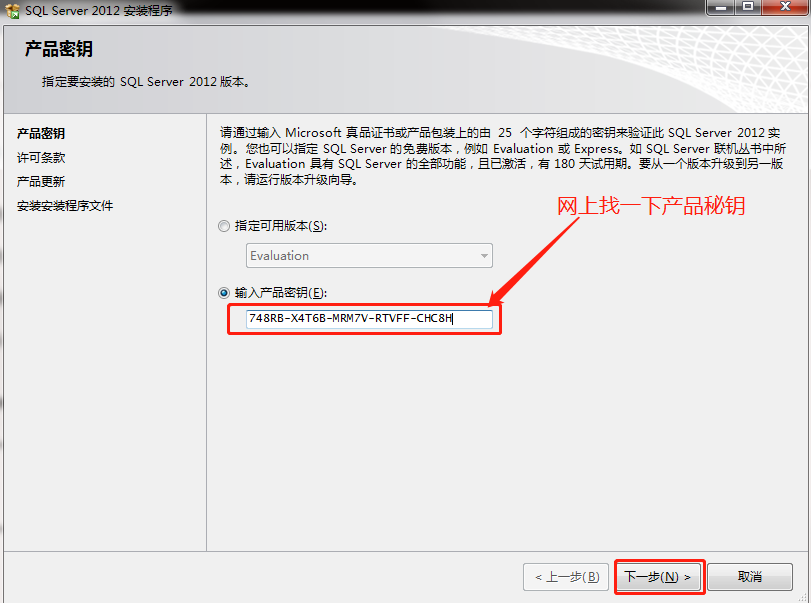 SQL Server 2012 安装程序
产品密钥
指定要安装的 SQL Server 2012 版本。
产品密钥
许可条款
产品更新
安装安装程序文件
请通过输入 Microsoft 真品证书或产品包装上的由 25 个字符组成的密钥来验证此 SQL Server 2012 实
例。您也可以指定 SQL Server 的免费版本，例如 Evaluation 或 Express。如 SQL Server 联机丛书中所
述，Evaluation 具有 SQL Server 的全部功能，且已激活，有 180 天试用期。要从一个版本升级到另一版
本，请运行版本升级向导。
网上找一下产品秘钥
指定可用版本(S):
Evaluation
输入产品密钥(E):
748RB-X4T6B-MRM7V-RTVFF-CHC8H
< 上一步(B)
下一步(N) >
取消